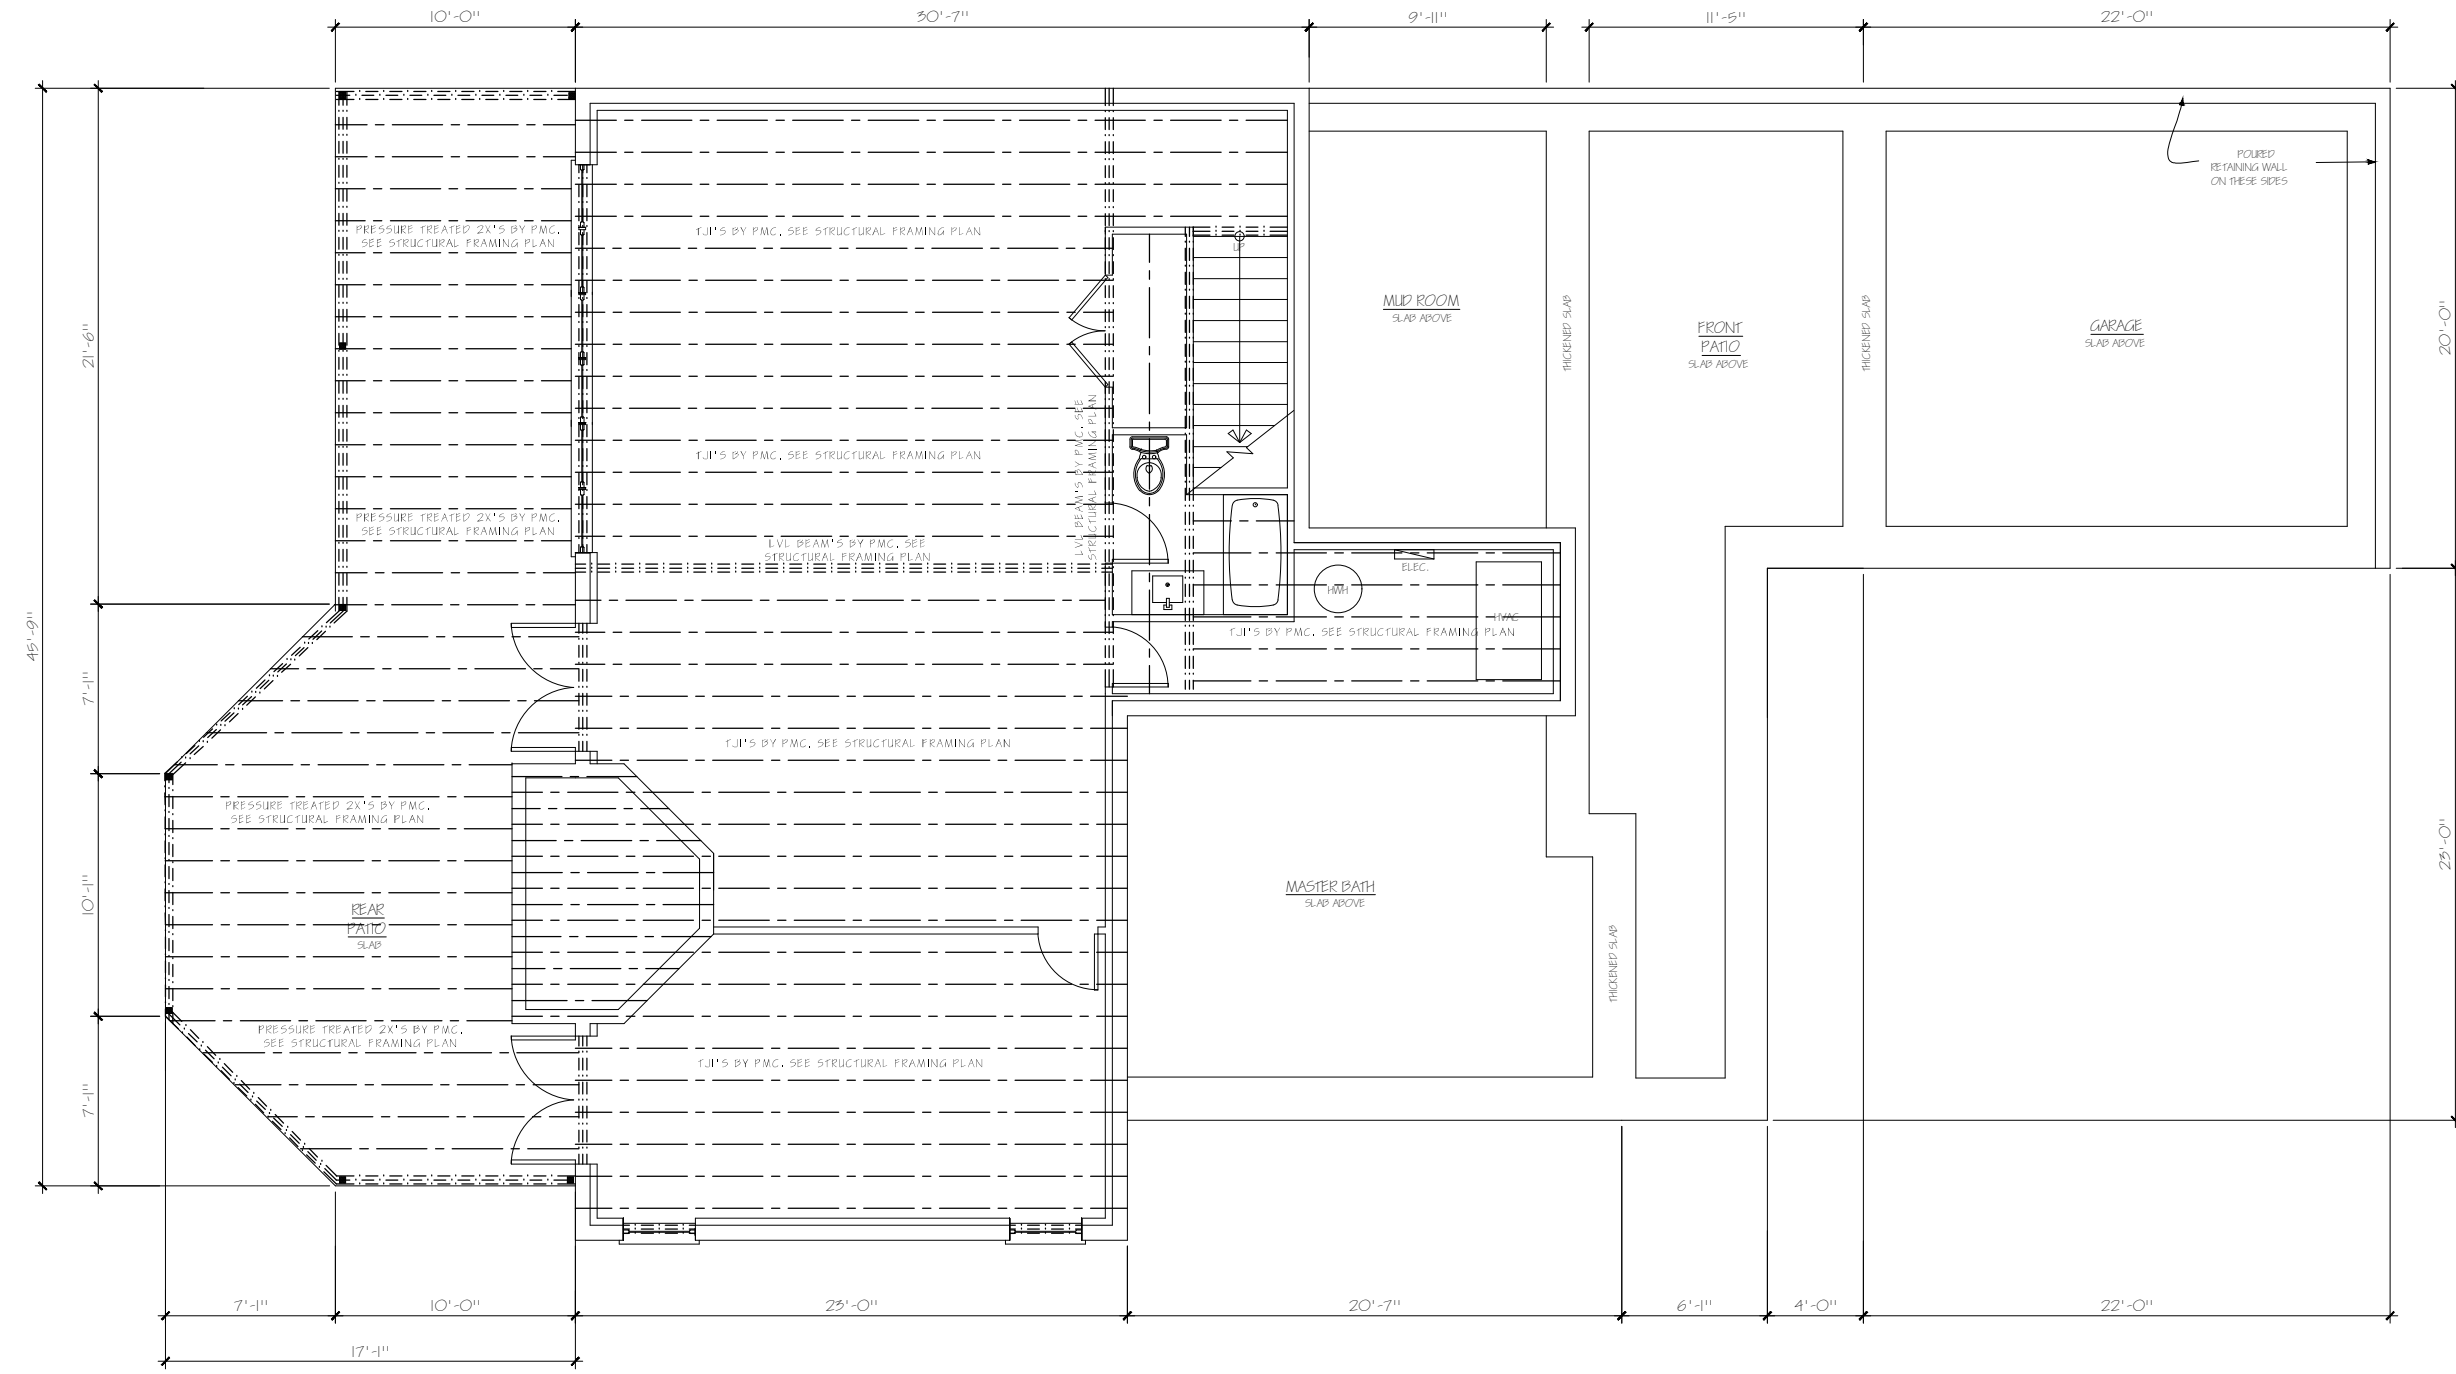 10'-0"
30'-7"
9'-11"
11'-5"
22'-0"
POURED
RETAINING WALL
ON THESE SIDES
PRESSURE TREATED 2X'S BY PMC.
SEE STRUCTURAL FRAMING PLAN
TJI'S BY PMC. SEE STRUCTURAL FRAMING PLAN
UP
MUD ROOM
SLAB ABOVE
THICKENED SLAB
FRONT
PATIO
SLAB ABOVE
THICKENED SLAB
GARAGE
SLAB ABOVE
20'-0"
21'-6"
TJI'S BY PMC. SEE STRUCTURAL FRAMING PLAN
LVL BEAM'S BY PMC. SEE
STRUCTURAL FRAMING PLAN
PRESSURE TREATED 2X'S BY PMC.
SEE STRUCTURAL FRAMING PLAN
LVL BEAM'S BY PMC. SEE
STRUCTURAL FRAMING PLAN
ELEC.
HWH
HVAC
TJI'S BY PMC. SEE STRUCTURAL FRAMING PLAN
45'-9"
7'-1"
TJI'S BY PMC. SEE STRUCTURAL FRAMING PLAN
PRESSURE TREATED 2X'S BY PMC.
SEE STRUCTURAL FRAMING PLAN
23'-0"
10'-1"
MASTER BATH
SLAB ABOVE
REAR
PATIO
SLAB
THICKENED SLAB
PRESSURE TREATED 2X'S BY PMC.
SEE STRUCTURAL FRAMING PLAN
TJI'S BY PMC. SEE STRUCTURAL FRAMING PLAN
7'-1"
7'-1"
10'-0"
23'-0"
20'-7"
6'-1"
4'-0"
22'-0"
17'-1"